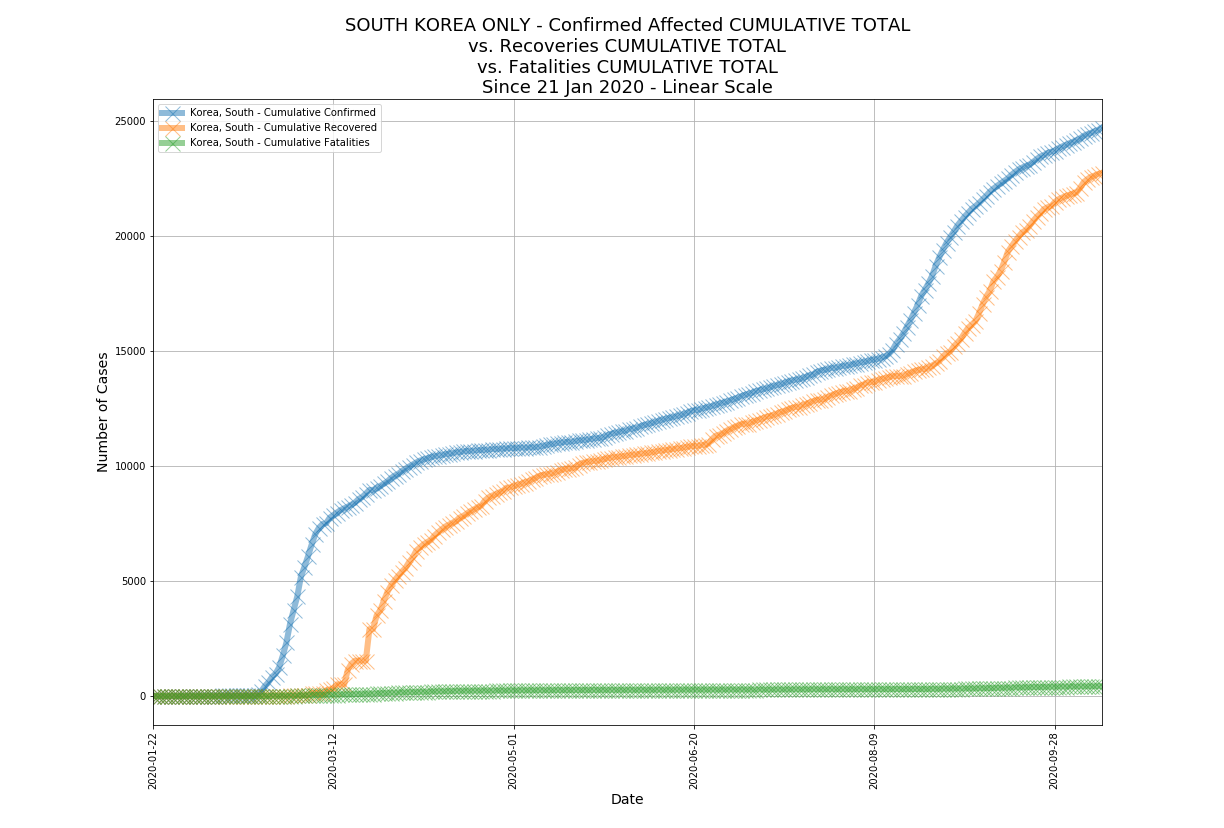 SOUTH KOREA ONLY - Confirmed Affected CUMULATIVE TOTAL
vs. Recoveries CUMULATIVE TOTAL
vs. Fatalities CUMULATIVE TOTAL
Since 21 Jan 2020 - Linear Scale
Korea, South - Cumulative Confirmed
Korea, South - Cumulative Recovered
Korea, South - Cumulative Fatalities
Number of Cases
25000
20000
15000
10000
5000
0
2020-01-22
2020-03-12
2020-05-01
2020-06-20
2020-08-09
2020-09-28
Date